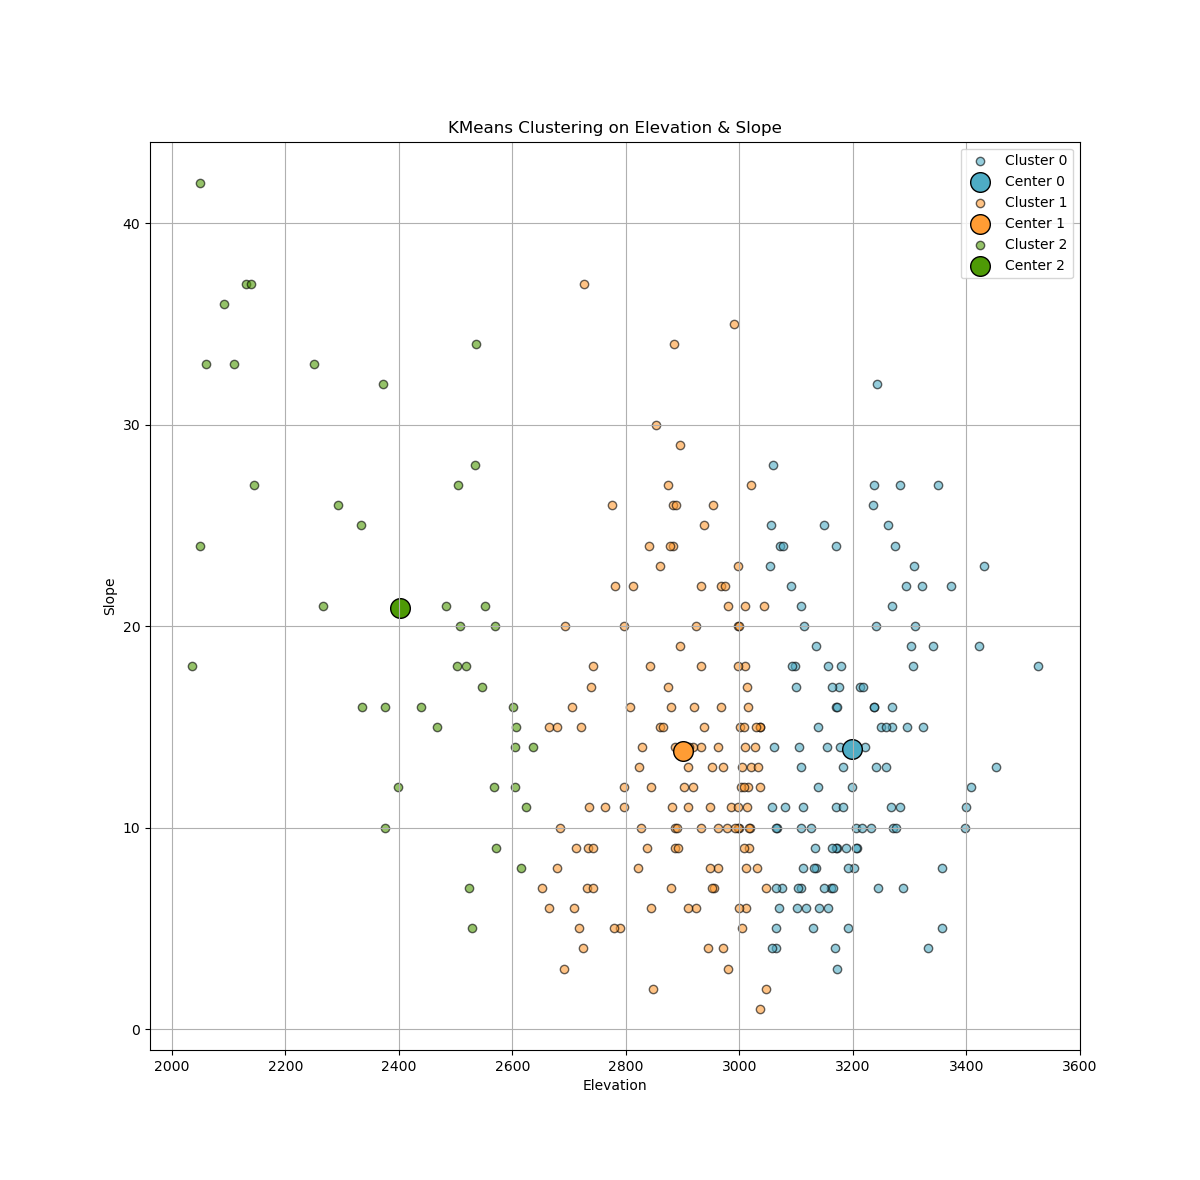 KMeans Clustering on Elevation & Slope
Cluster 0
Center 0
Cluster 1
Center 1
Cluster 2
Center 2
40
30
20
10
0
Slope
2000 2200 2400 2600 2800 3000 3200 3400 3600
Elevation